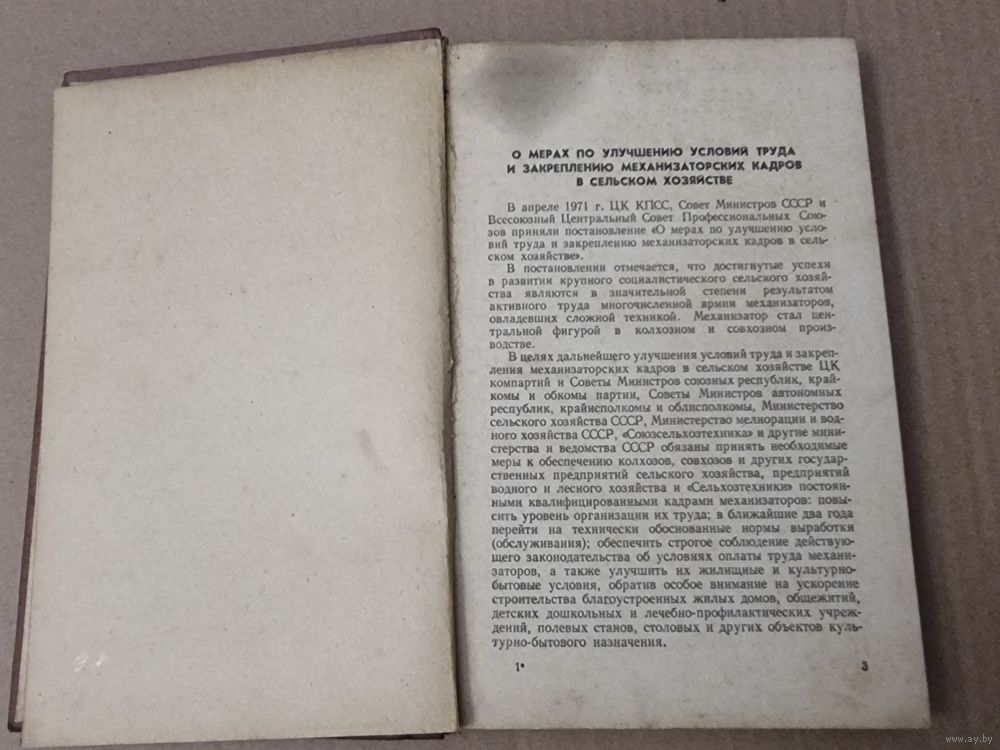 О МЕРАХ ПО УЛУЧШЕНИЮ УСЛОВИЙ ТРУДА
И ЗАКРЕПЛЕНИЮ МЕХАНИЗАТОРСКИХ КАДРОВ
В СЕЛЬСКОМ ХОЗЯЙСТВЕ
В апреле 1971 г. ЦК КПСС, Совет Министров СССР и
Всесоюзный Центральный Совет Профессиональных Сою-
зов приняли постановление «О мерах по улучшению усло-
вий труда и закреплению механизаторских кадров в сель-
ском хозяйстве».
В постановлении отмечается, что достигнутые успехи
в развитии крупного социалистического сельского хозяй-
ства являются в значительной степени результатом
активного труда многочисленной армии механизаторов,
овладевших сложной техникой. Механизатор стал цен-
тральной фигурой в колхозном и совхозном произ-
водстве.
В целях дальнейшего улучшения условий труда и закреп-
ления механизаторских кадров в сельском хозяйстве ЦК
компартий и Советы Министров союзных республик, край-
комы и обкомы партии, Советы Министров автономных
республик, крайисполкомы и облисполкомы, Министерство
сельского хозяйства СССР, Министерство мелиорации и вод-
ного хозяйства СССР, «Союзсельхозтехника» и другие мини-
стерства и ведомства СССР обязаны принять необходимые
меры к обеспечению колхозов, совхозов и других государ-
ственных предприятий сельского хозяйства, предприятий
водного и лесного хозяйства и «Сельхозтехники» постоян-
ными квалифицированными кадрами механизаторов: повы-
сить уровень организации их труда; в ближайшие два года
перейти на технически обоснованные нормы выработки
(обслуживания); обеспечить строгое соблюдение действую-
щего законодательства об условиях оплаты труда механи-
заторов, а также улучшить их жилищные и культурно-
бытовые условия, обратив особое внимание на ускорение
строительства благоустроенных жилых домов, общежитий,
детских дошкольных и лечебно-профилактических учреж-
дений, полевых станов, столовых и других объектов куль-
турно-бытового назначения.
1* 3
www.ay.by